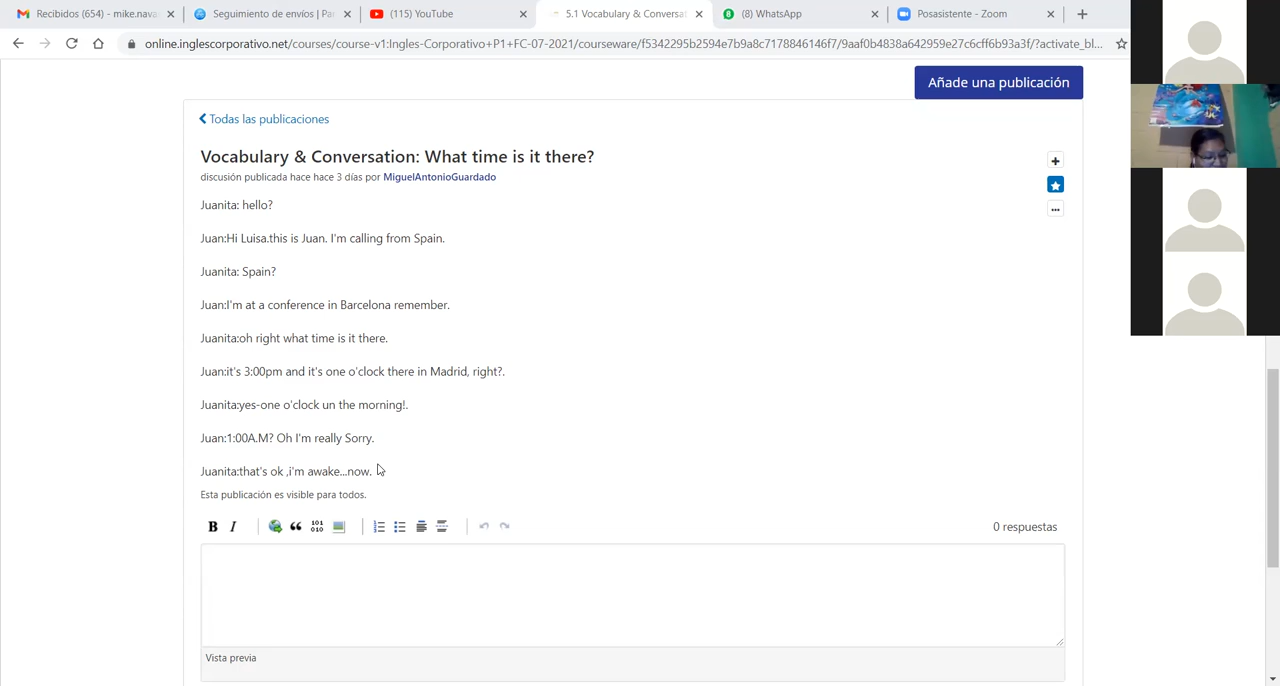 Recibidos (654) - mike.nava
Seguimiento de envíos | Pa
(115) YouTube
5.1 Vocabulary & Conversat
(8) WhatsApp
Posasistente - Zoom
online.inglescorporativo.net/courses/course-v1:Ingles-Corporativo+P1+FC-07-2021/courseware/f5342295b2594e7b9a8c7178846146f7/9aaf0b4838a642959e27c6cff6b93a3f/?activate_bl...
Añade una publicación
Todas las publicaciones
Vocabulary & Conversation: What time is it there?
discusión publicada hace hace 3 días por MiguelAntonioGuardado
Juanita: hello?
Juan:Hi Luisa.this is Juan. I'm calling from Spain.
Juanita: Spain?
Juan:I'm at a conference in Barcelona remember.
Juanita:oh right what time is it there.
Juan:it's 3:00pm and it's one o'clock there in Madrid, right?.
Juanita:yes-one o'clock un the morning!.
Juan:1:00A.M? Oh I'm really Sorry.
Juanita:that's ok ,i'm awake...now.
Esta publicación es visible para todos.
B I 101 010
0 respuestas
Vista previa